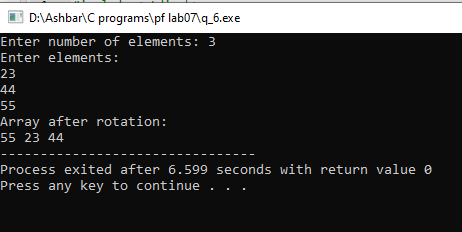 D:\Ashbar\C programs\pf lab07\q_6.exe
Enter number of elements: 3
Enter elements:
23
44
55
Array after rotation:
55 23 44
--------------------------------
Process exited after 6.599 seconds with return value 0
Press any key to continue . . .